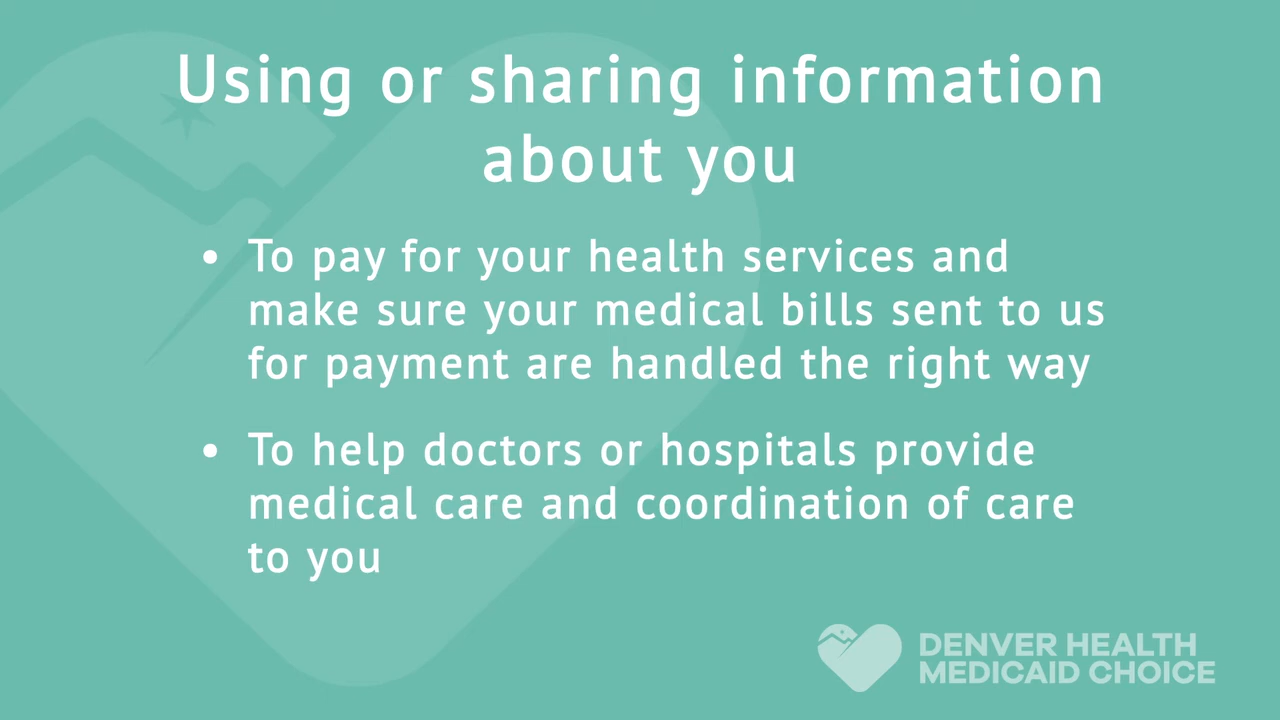 Using or sharing information
about you
• To pay for your health services and
make sure your medical bills sent to us
for payment are handled the right way
• To help doctors or hospitals provide
medical care and coordination of care
to you
DENVER HEALTH
MEDICAID CHOICE